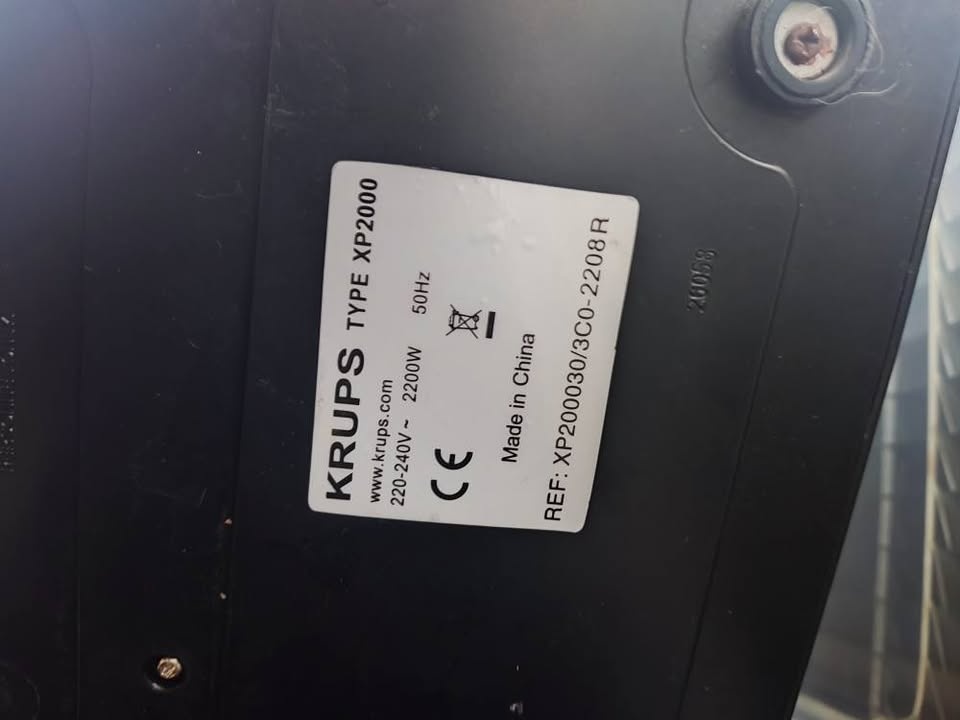 KRUPS TYPE XP2000
www.krups.com
220-240V~ 2200W 50Hz
CE
Made in China
REF: XP200030/3C0-2208R